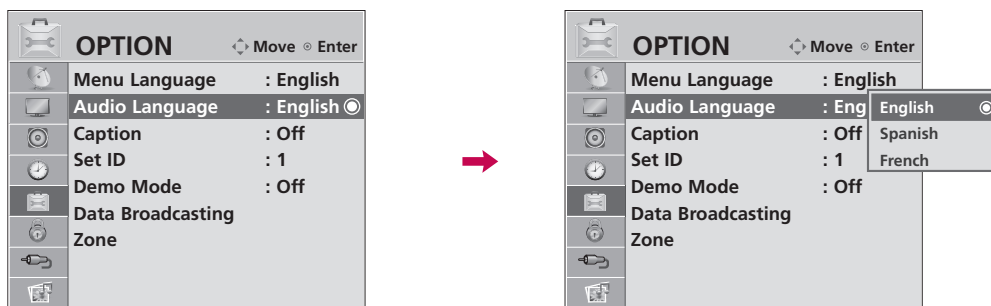 OPTION Move Enter
Menu Language : English
Audio Language : English
Caption : Off
Set ID : 1
Demo Mode : Off
Data Broadcasting
Zone
OPTION Move Enter
Menu Language : English
Audio Language : Eng
Caption : Off
Set ID : 1
Demo Mode : Off
Data Broadcasting
Zone
English
Spanish
French